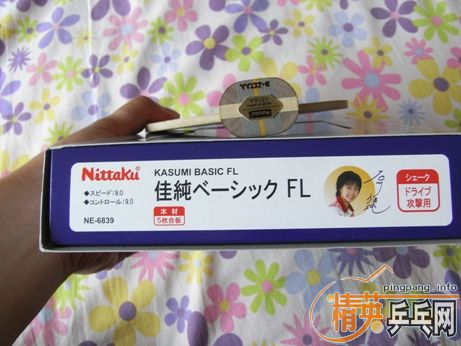 Nittaku
KASUMI BASIC FL
佳純ベーシック FL
◆スピード:9.0
◆コントロール:9.0
NE-6839
木材
5枚合板
シェーク
ドライブ
攻撃用
pingpang_info
精英乒乓网